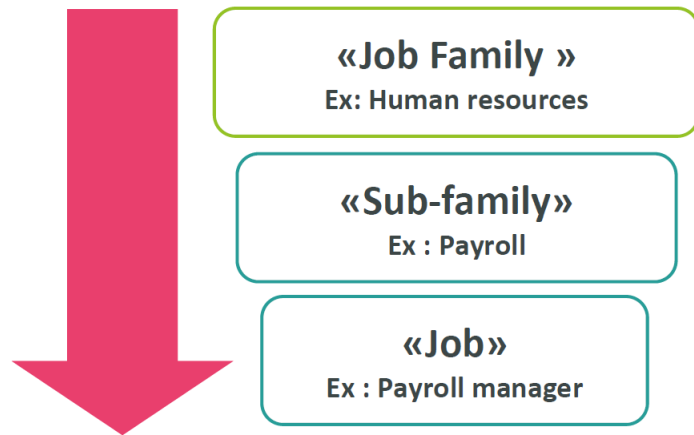 «Job Family »
Ex: Human resources
«Sub-family»
Ex : Payroll
«Job»
Ex : Payroll manager